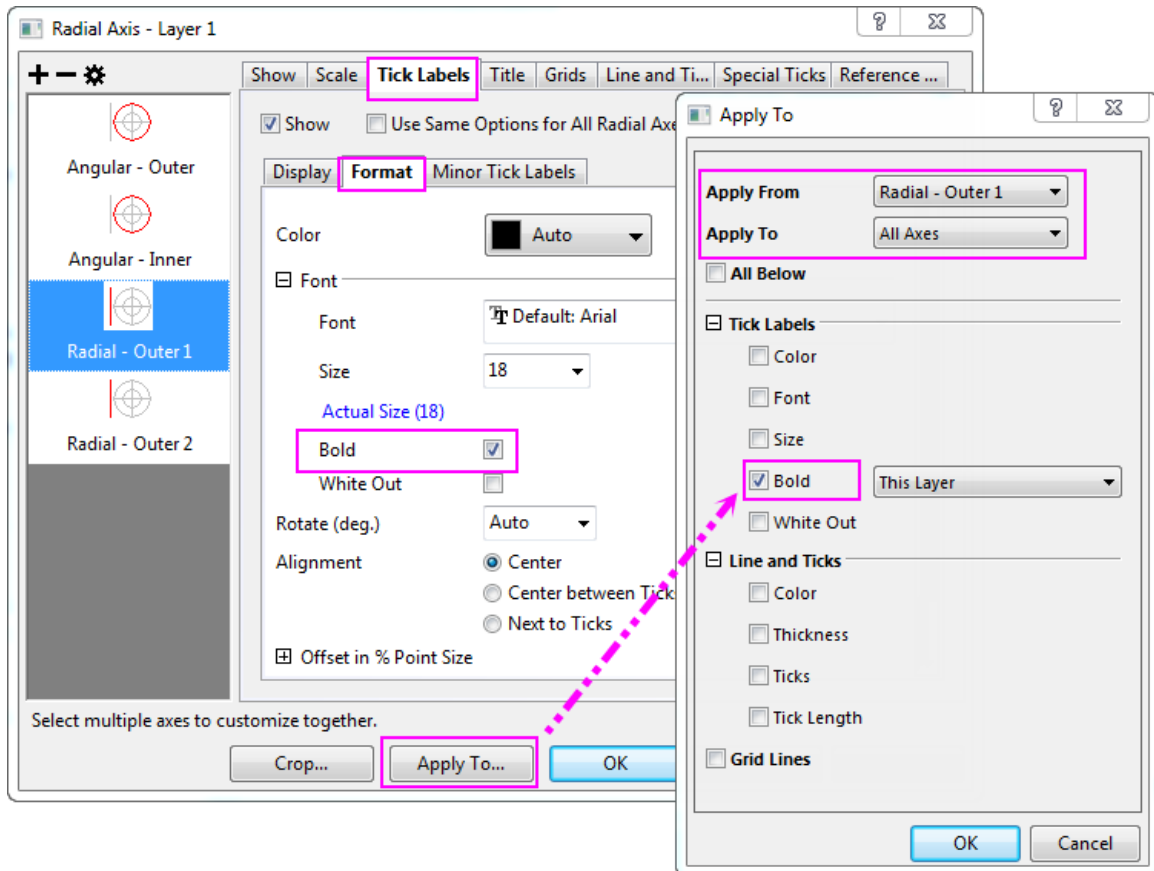 Radial Axis - Layer 1
Show Scale Tick Labels Title Grids Line and Ti... Special Ticks Reference ...
Angular - Outer
Angular - Inner
Radial - Outer 1
Radial - Outer 2
Show Use Same Options for All Radial Axe
Display Format Minor Tick Labels
Color Auto
Font
Font Default: Arial
Size 18
Actual Size (18)
Bold
White Out
Rotate (deg.) Auto
Alignment Center
Center between Tick
Next to Ticks
Offset in % Point Size
Select multiple axes to customize together.
Crop... Apply To... OK
Apply To
Apply From Radial - Outer 1
Apply To All Axes
All Below
Tick Labels
Color
Font
Size
Bold This Layer
White Out
Line and Ticks
Color
Thickness
Ticks
Tick Length
Grid Lines
OK Cancel